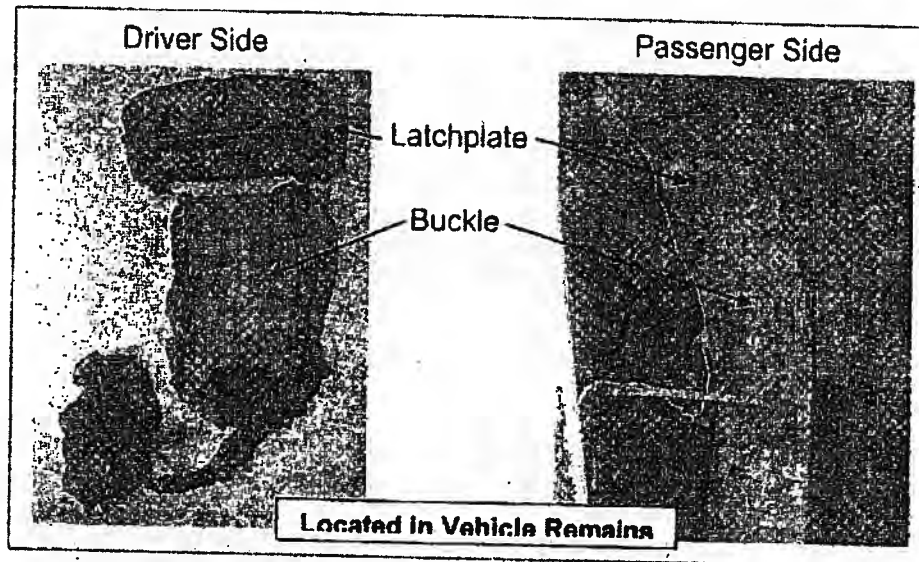 Driver Side
Passenger Side
Latchplate
Buckle
Located in Vehicle Remains